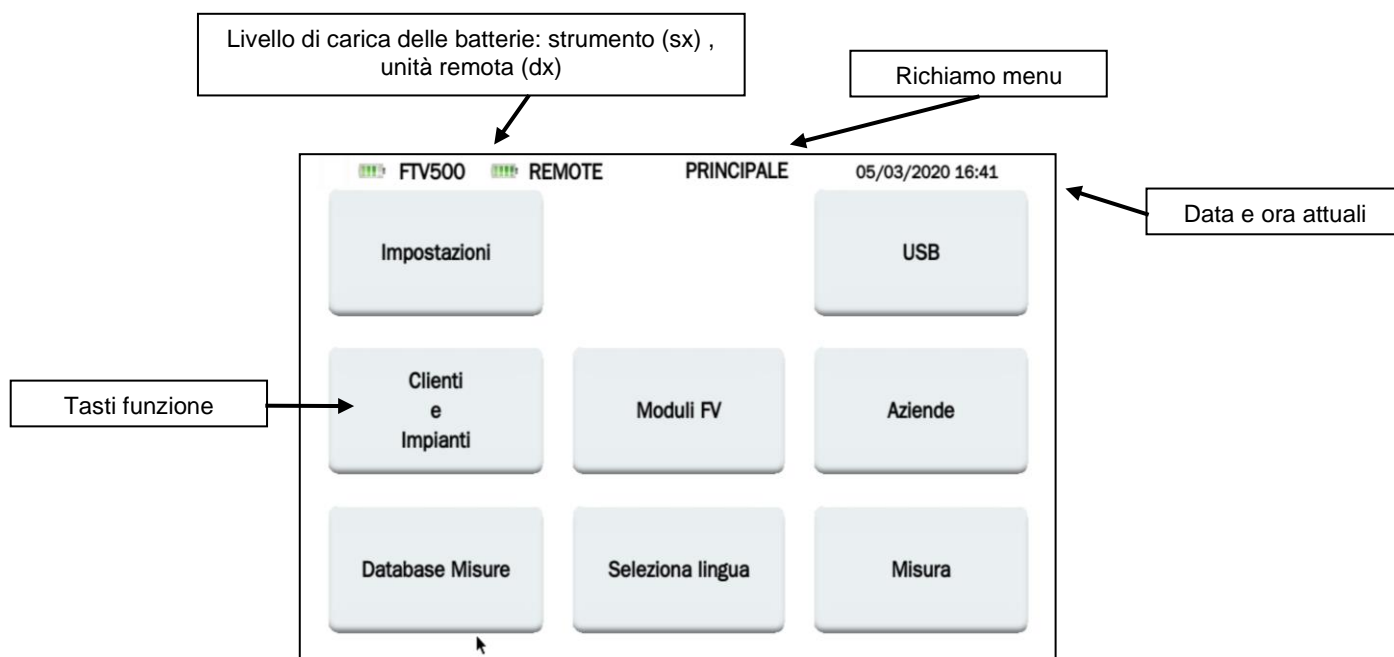 Livello di carica delle batterie: strumento (sx) ,
unità remota (dx)
Richiamo menu
FTV500 REMOTE PRINCIPALE 05/03/2020 16:41
Data e ora attuali
Impostazioni
USB
Tasti funzione
Clienti
e
Impianti
Moduli FV
Aziende
Database Misure
Seleziona lingua
Misura